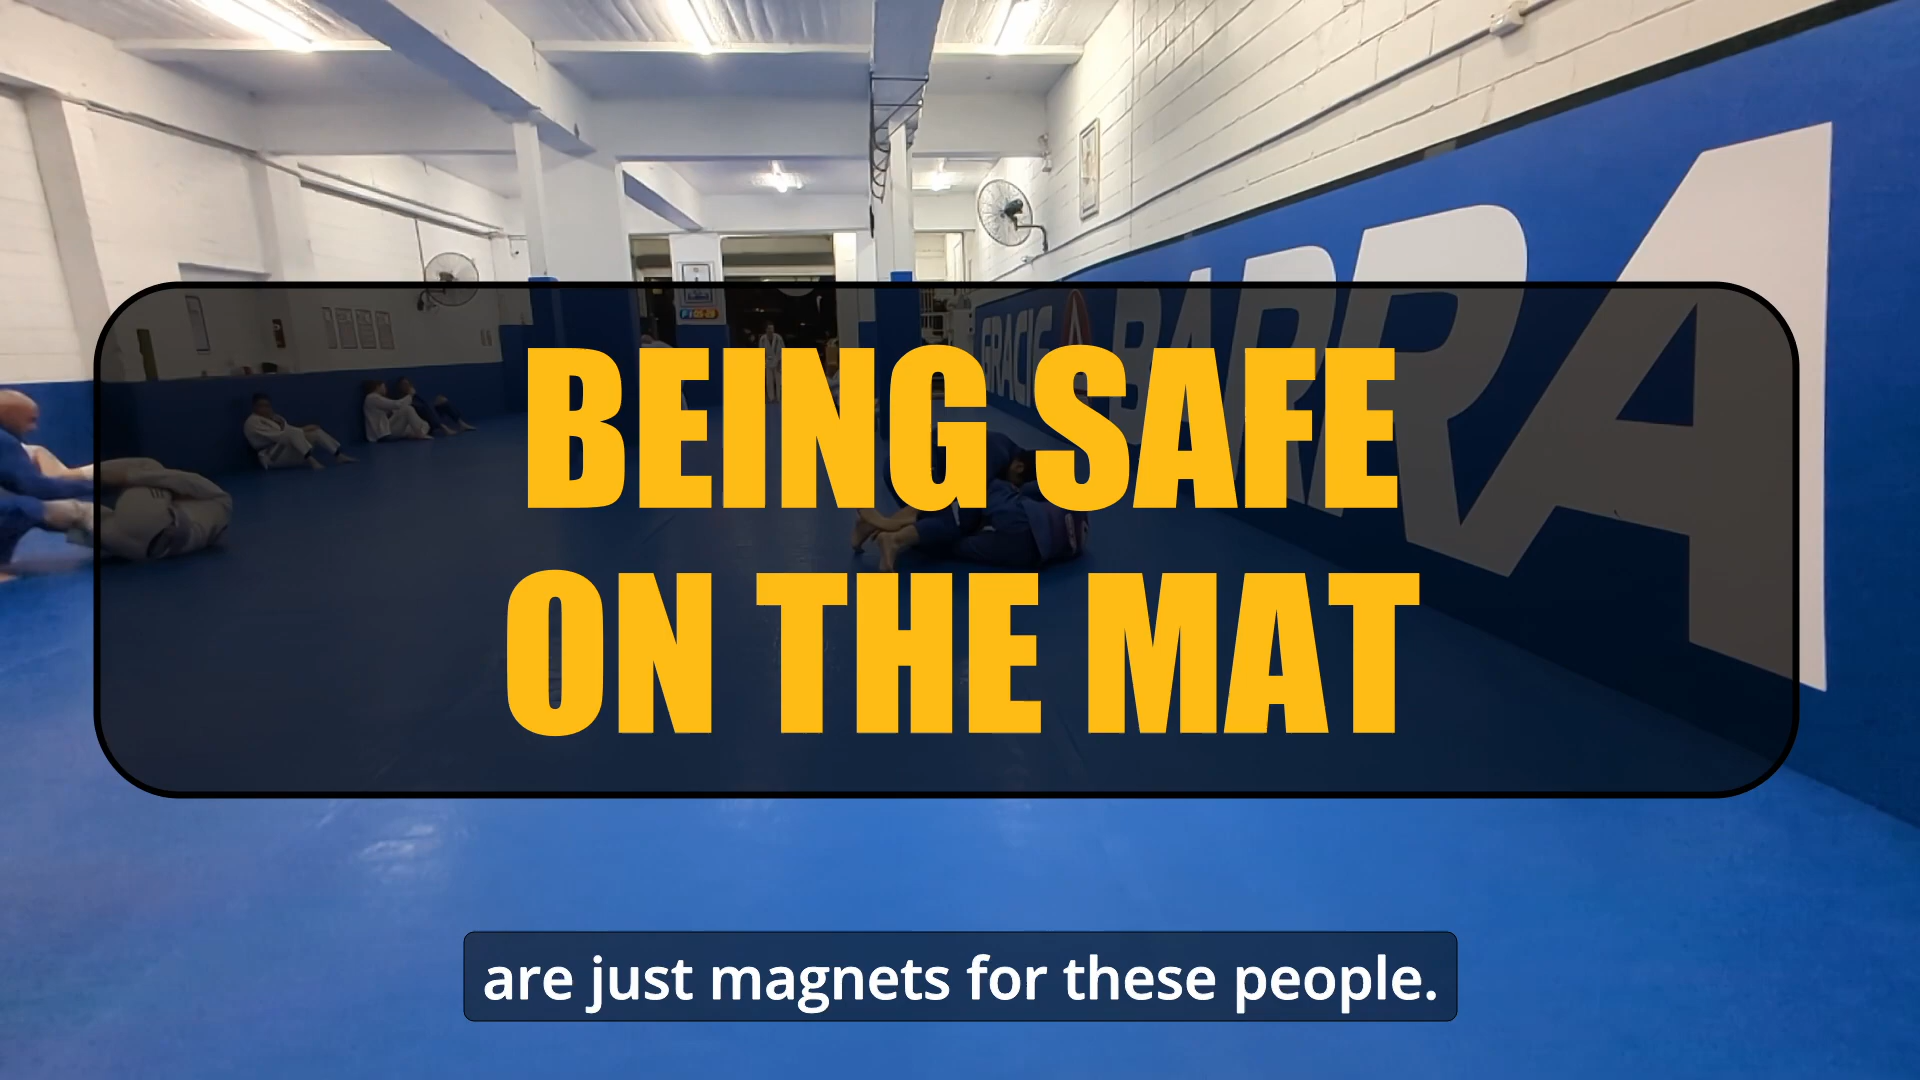 GRACIE BARRA
BEING SAFE
ON THE MAT
are just magnets for these people.